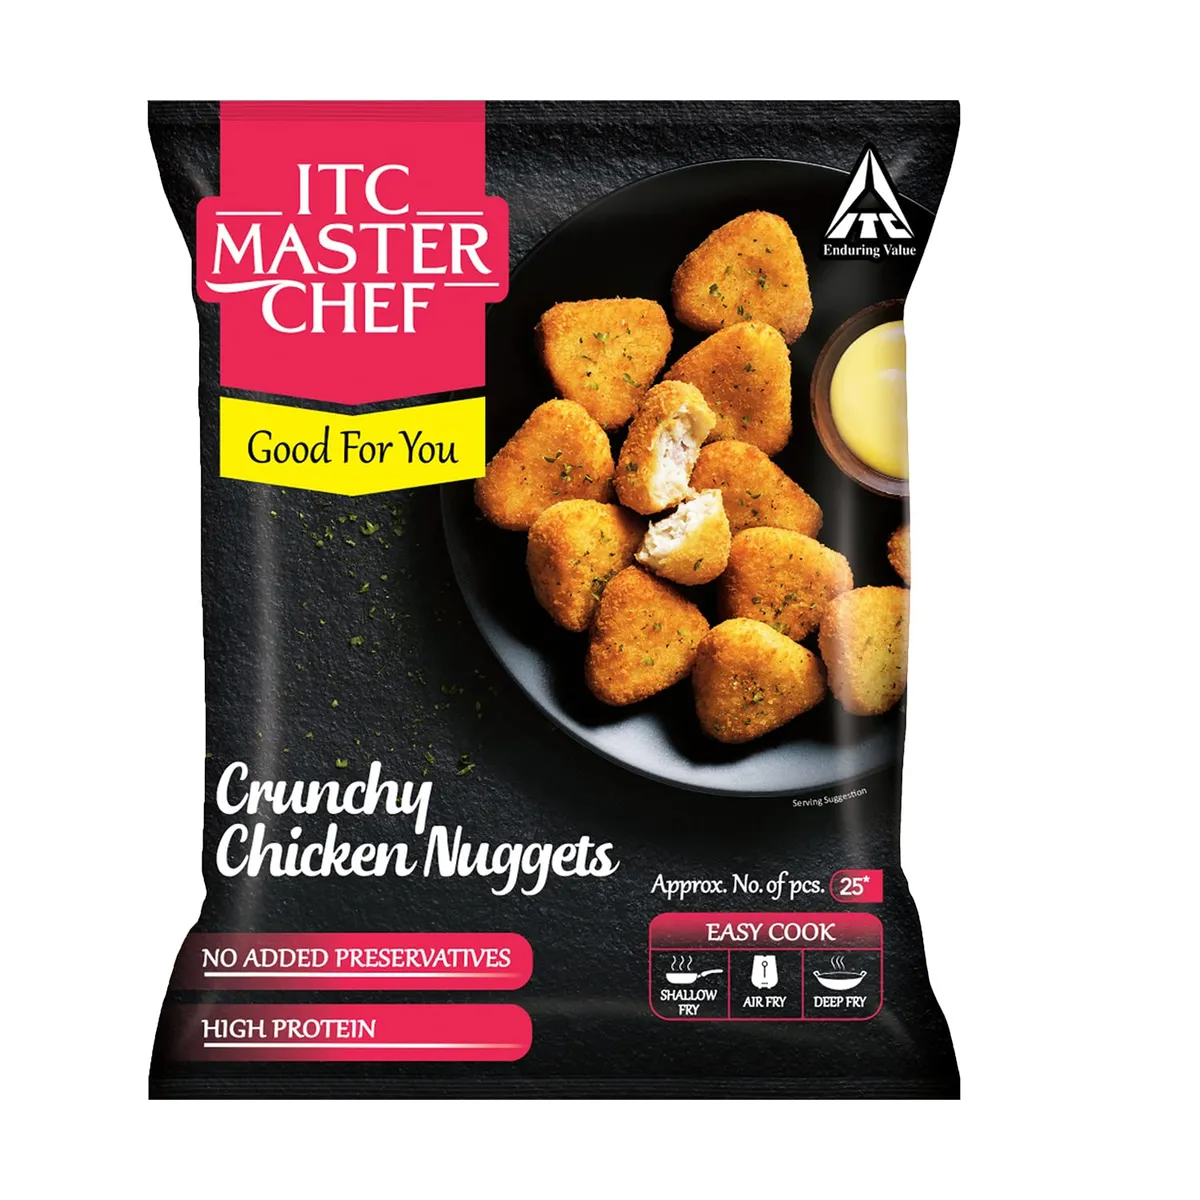 ITC
MASTER
CHEF
Good For You
ITC
Enduring Value
Serving Suggestion
Crunchy
Chicken Nuggets
Approx. No. of pcs. 25*
EASY COOK
SHALLOW
FRY
AIR FRY
DEEP FRY
NO ADDED PRESERVATIVES
HIGH PROTEIN